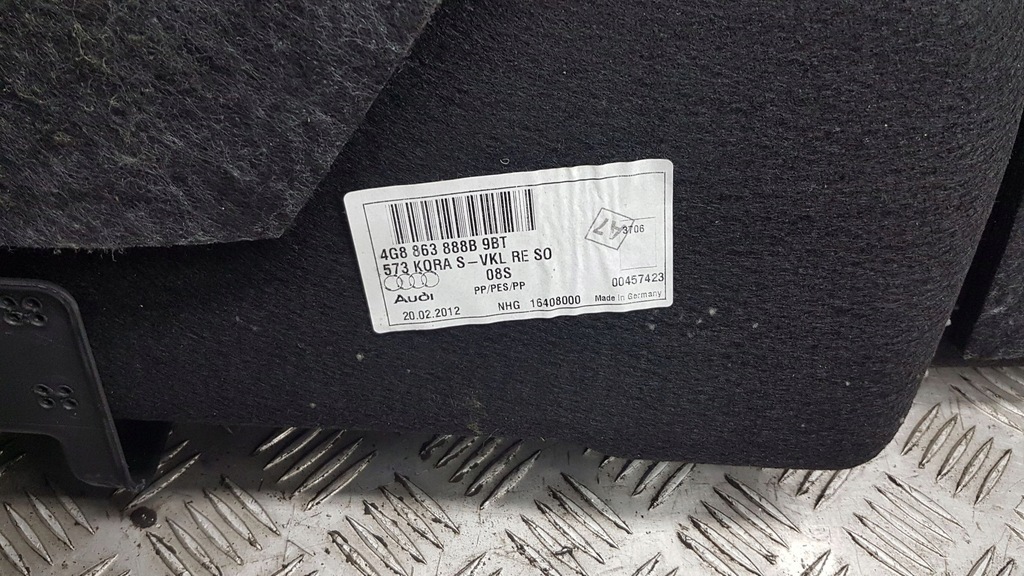 4G8 863 888B 9BT
573 KORA S-VKL RE SO
08S
Audi
PP/PES/PP
20.02.2012
NHG 16408000
47
3706
00457423
Made in Germany